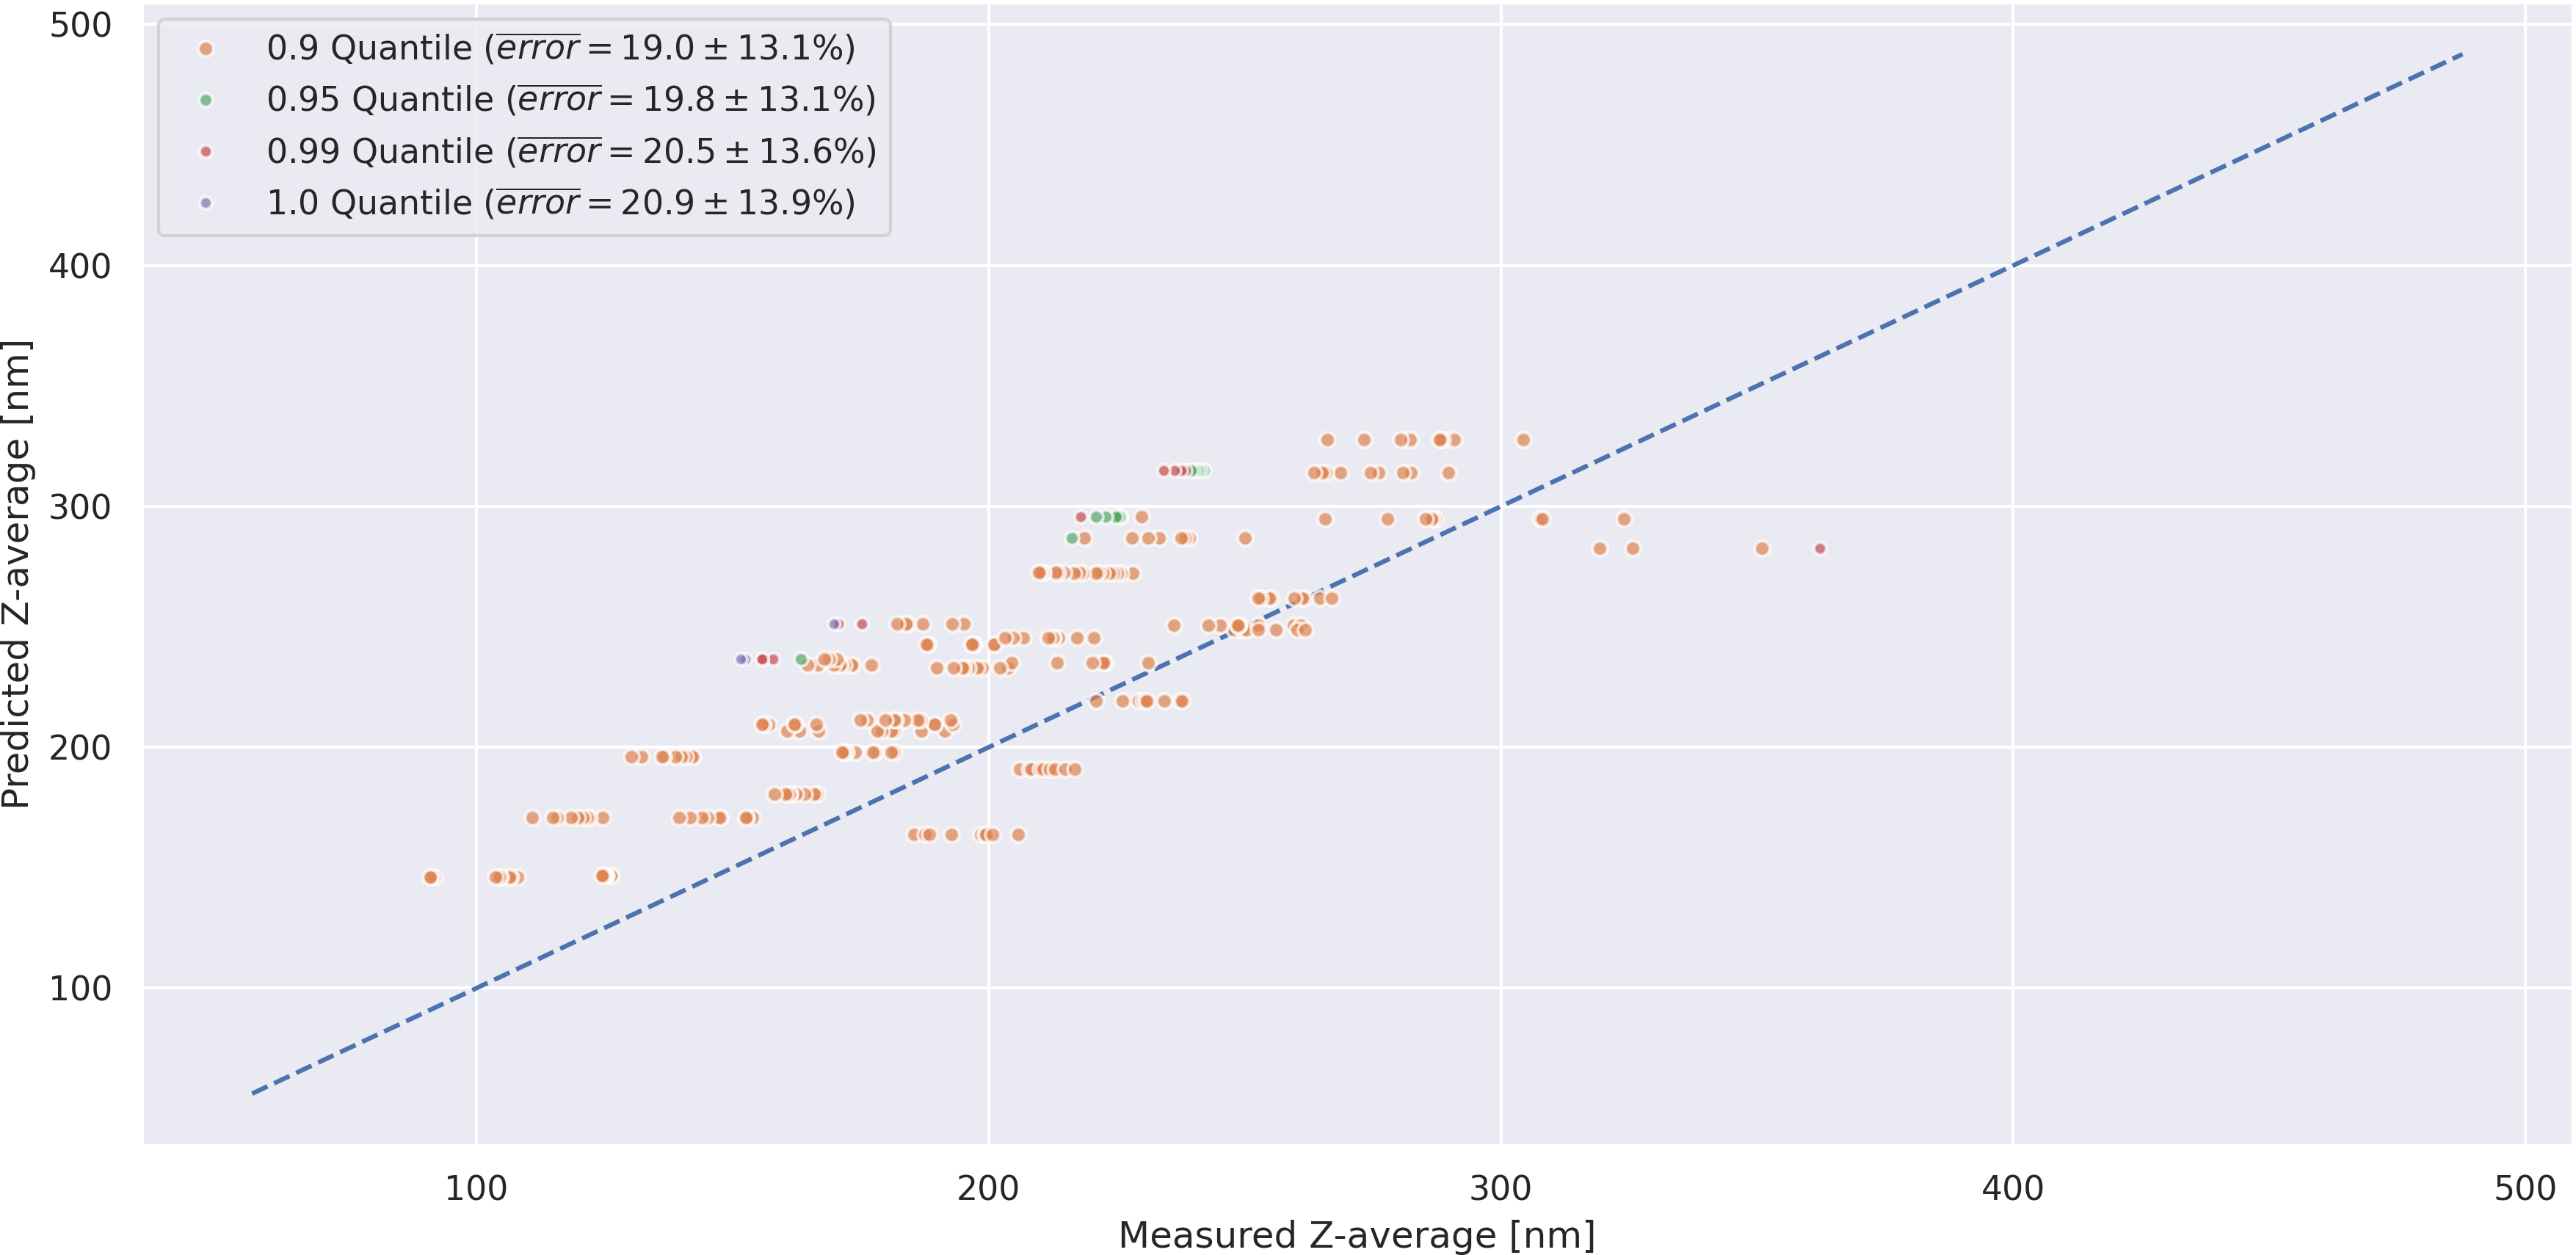 0.9 Quantile (error = 19.0 ± 13.1%)
0.95 Quantile (error = 19.8 ± 13.1%)
0.99 Quantile (error = 20.5 ± 13.6%)
1.0 Quantile (error = 20.9 ± 13.9%)
500
400
300
200
100
Predicted Z-average [nm]
100 200 300 400 500
Measured Z-average [nm]